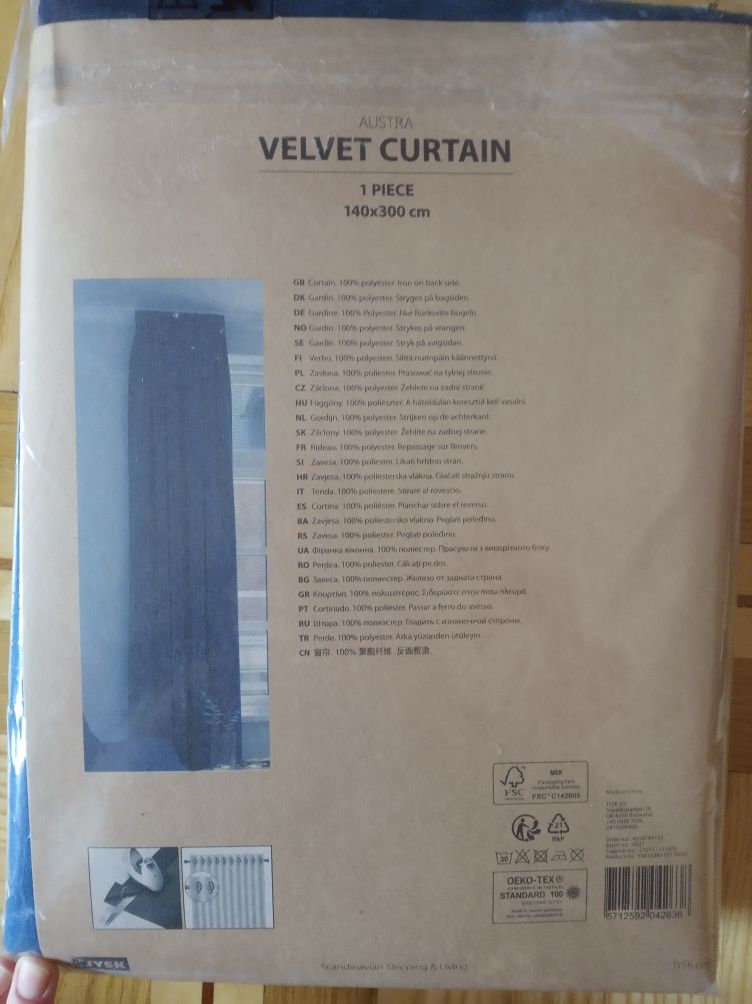 AUSTRA
VELVET CURTAIN
1 PIECE
140x300 cm
GB Curtain. 100% polyester. Iron on back side.
DK Gardin. 100% polyester. Stryges på bagsiden.
DE Gardine. 100% Polyester. Nur Rückseite bügeln.
NO Gardin. 100% polyester. Strykes på vrangen.
SE Gardin. 100% polyester. Stryk på avigsidan.
FI Verho. 100% polyesteri. Silitä nurinpäin käännettynä.
PL Zasłona. 100% poliester. Prasować na tylnej stronie.
CZ Záclona. 100% polyester. Žehlete na zadní straně.
HU Függöny. 100% poliészter. A hátoldalán keresztül kell vasalni.
NL Gordijn. 100% polyester. Strijken op de achterkant.
SK Záclony. 100% polyester. Žehlite na zadnej strane.
FR Rideau. 100% polyester. Repassage sur l'envers.
SI Zavesa. 100% poliester. Likati hrbtno stran.
HR Zavjesa. 100% poliesterska vlakna. Glačati stražnju stranu.
IT Tenda. 100% poliestere. Stirare al rovescio.
ES Cortina. 100% poliéster. Planchar sobre el reverso.
BA Zavjesa. 100% poliestersko vlakno. Peglati poleđinu.
RS Zavesa. 100% poliester. Peglati poleđinu.
UA Фіранка віконна. 100% поліестер. Прасувати з виворітного боку.
RO Perdea. 100% poliester. Călcați pe dos.
BG Завеса. 100% полиестер. Желязо от задната страна.
GR Κουρτίνα. 100% πολυεστέρας. Σιδερώστε στην πίσω πλευρά.
PT Cortinado. 100% poliéster. Passar a ferro do avesso.
RU Штора. 100% полиэстер. Гладить с изнаночной стороны.
TR Perde. 100% polyester. Arka yüzünden ütüleyin.
CN 窗帘. 100% 聚酯纤维. 反面熨烫.
FSC
MIX
Packaging from
responsible sources
FSC™ C142605
21
PAP
30
OEKO-TEX®
STANDARD 100
Made in China
JYSK a/s
5712592042638
JYSK
Scandinavian Sleeping & Living